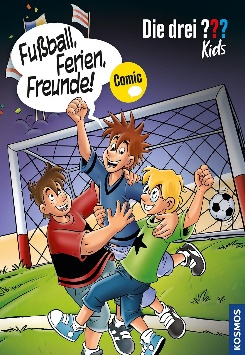 Fußball,
Ferien,
Freunde!
Comic
Die drei ???
Kids
KOSMOS